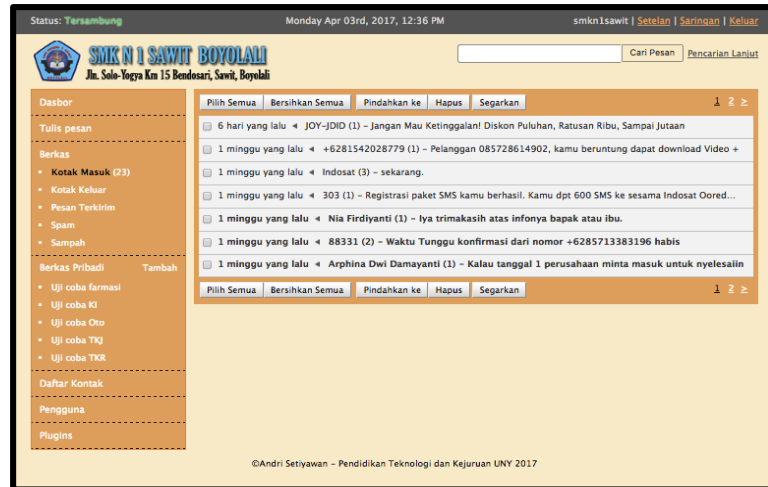 Status: Tersambung Monday Apr 03rd, 2017, 12:36 PM smkn1sawit | Setelan | Saringan | Keluar
SMK N 1 SAWIT BOYOLALI
Jln. Solo-Yogya Km 15 Bendosari, Sawit, Boyolali
Cari Pesan Pencarian Lanjut
Dasbor
Tulis pesan
Berkas
Kotak Masuk (23)
Kotak Keluar
Pesan Terkirim
Spam
Sampah
Berkas Pribadi Tambah
Uji coba farmasi
Uji coba KI
Uji coba Oto
Uji coba TKJ
Uji coba TKR
Daftar Kontak
Pengguna
Plugins
Pilih Semua Bersihkan Semua Pindahkan ke Hapus Segarkan 1 2 >
6 hari yang lalu JOY-JDID (1) – Jangan Mau Ketinggalan! Diskon Puluhan, Ratusan Ribu, Sampai Jutaan
1 minggu yang lalu +6281542028779 (1) – Pelanggan 085728614902, kamu beruntung dapat download Video +
1 minggu yang lalu Indosat (3) – sekarang.
1 minggu yang lalu 303 (1) – Registrasi paket SMS kamu berhasil. Kamu dpt 600 SMS ke sesama Indosat Oored...
1 minggu yang lalu Nia Firdiyanti (1) – Iya trimakasih atas infonya bapak atau ibu.
1 minggu yang lalu 88331 (2) – Waktu Tunggu konfirmasi dari nomor +6285713383196 habis
1 minggu yang lalu Arphina Dwi Damayanti (1) – Kalau tanggal 1 perusahaan minta masuk untuk nyelesaiin
Pilih Semua Bersihkan Semua Pindahkan ke Hapus Segarkan 1 2 >
©Andri Setiyawan – Pendidikan Teknologi dan Kejuruan UNY 2017